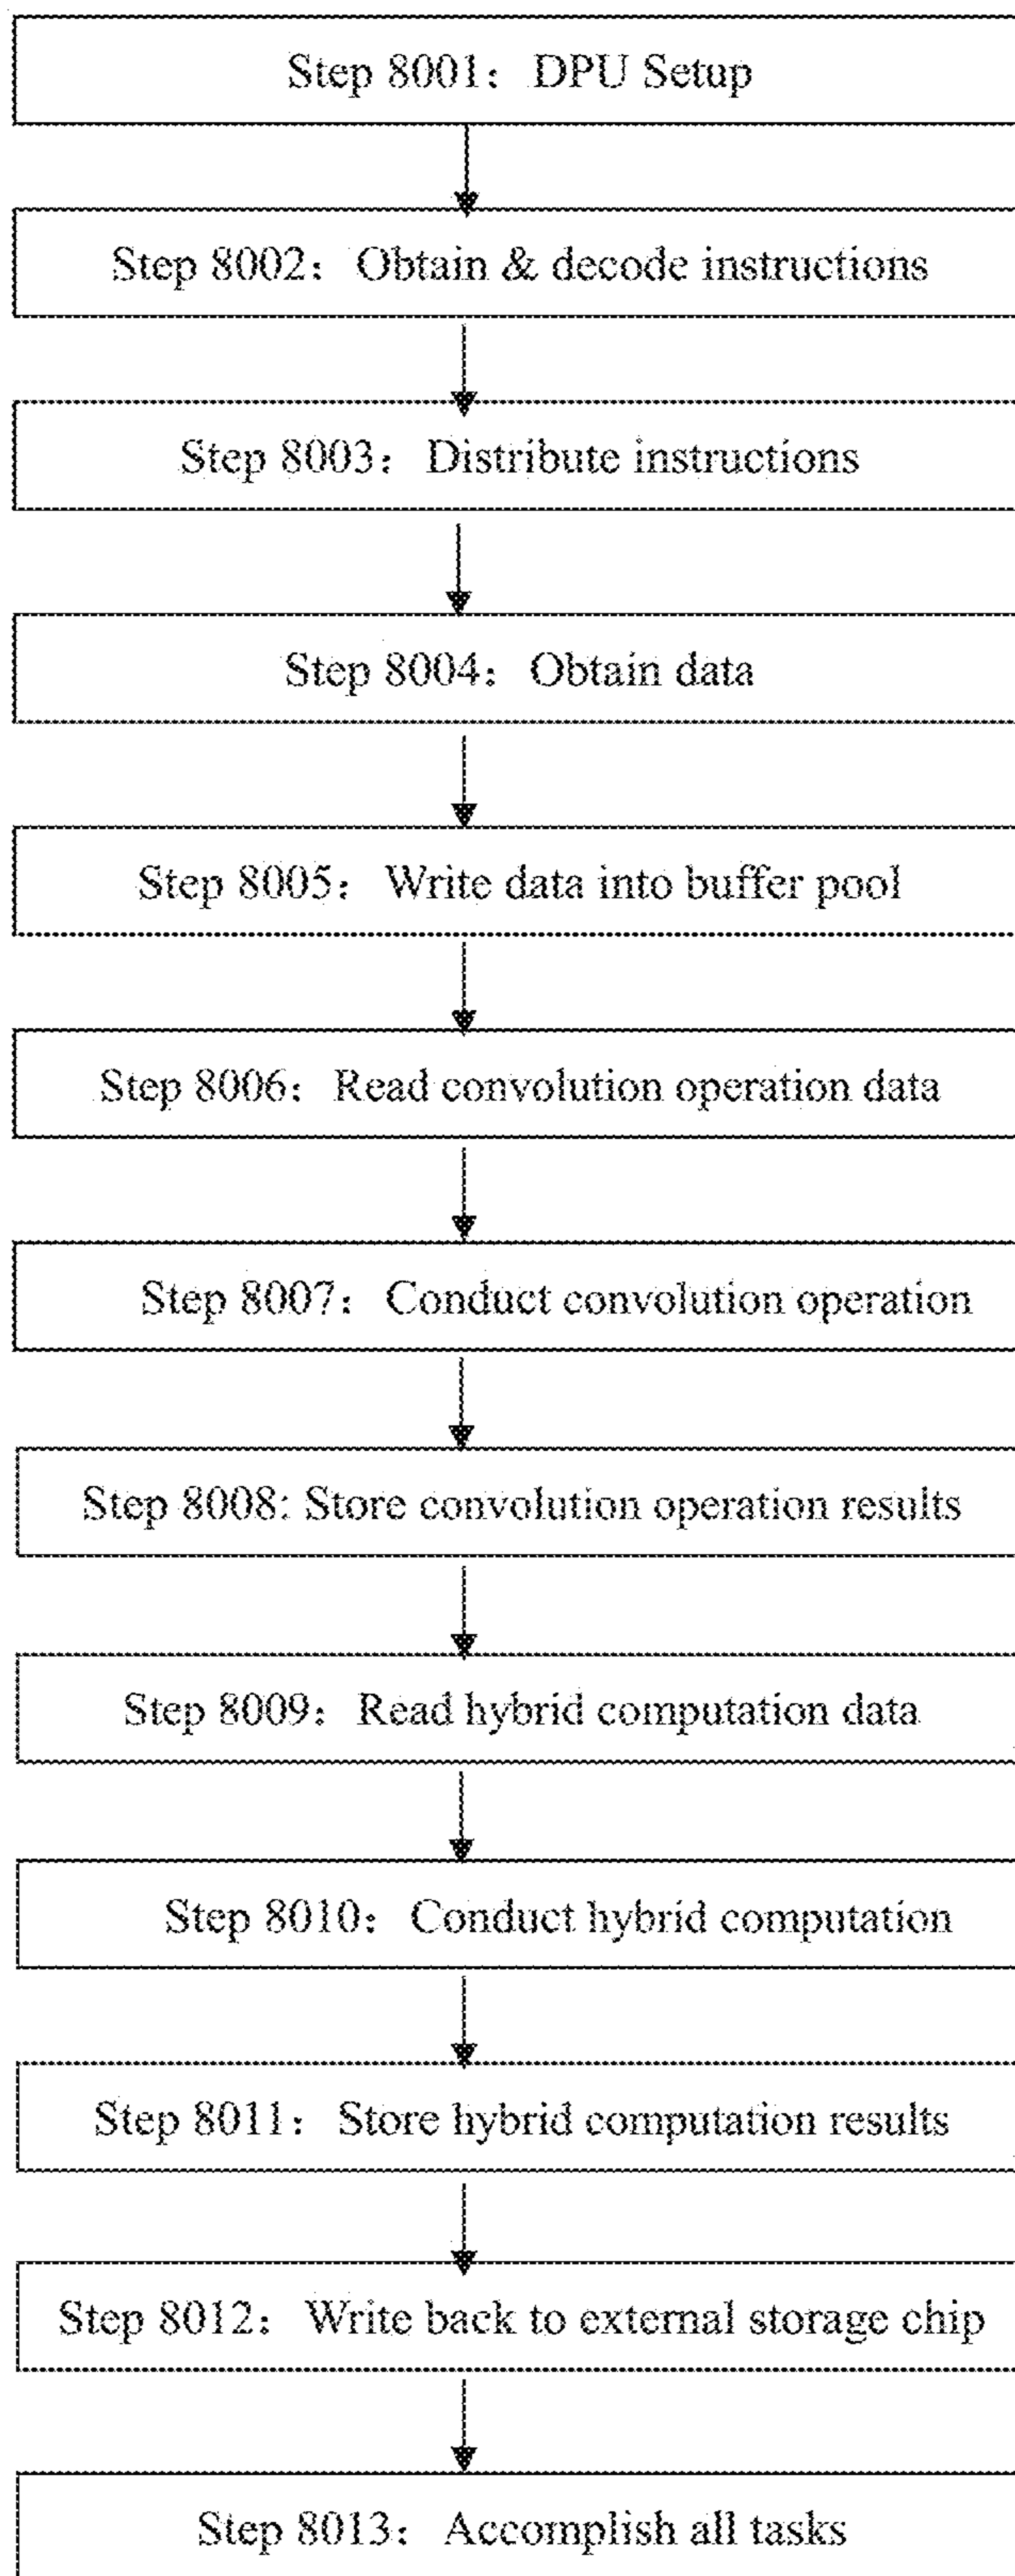 Step 8001： DPU Setup
Step 8002： Obtain & decode instructions
Step 8003： Distribute instructions
Step 8004： Obtain data
Step 8005： Write data into buffer pool
Step 8006： Read convolution operation data
Step 8007： Conduct convolution operation
Step 8008: Store convolution operation results
Step 8009： Read hybrid computation data
Step 8010： Conduct hybrid computation
Step 8011： Store hybrid computation results
Step 8012： Write back to external storage chip
Step 8013： Accomplish all tasks